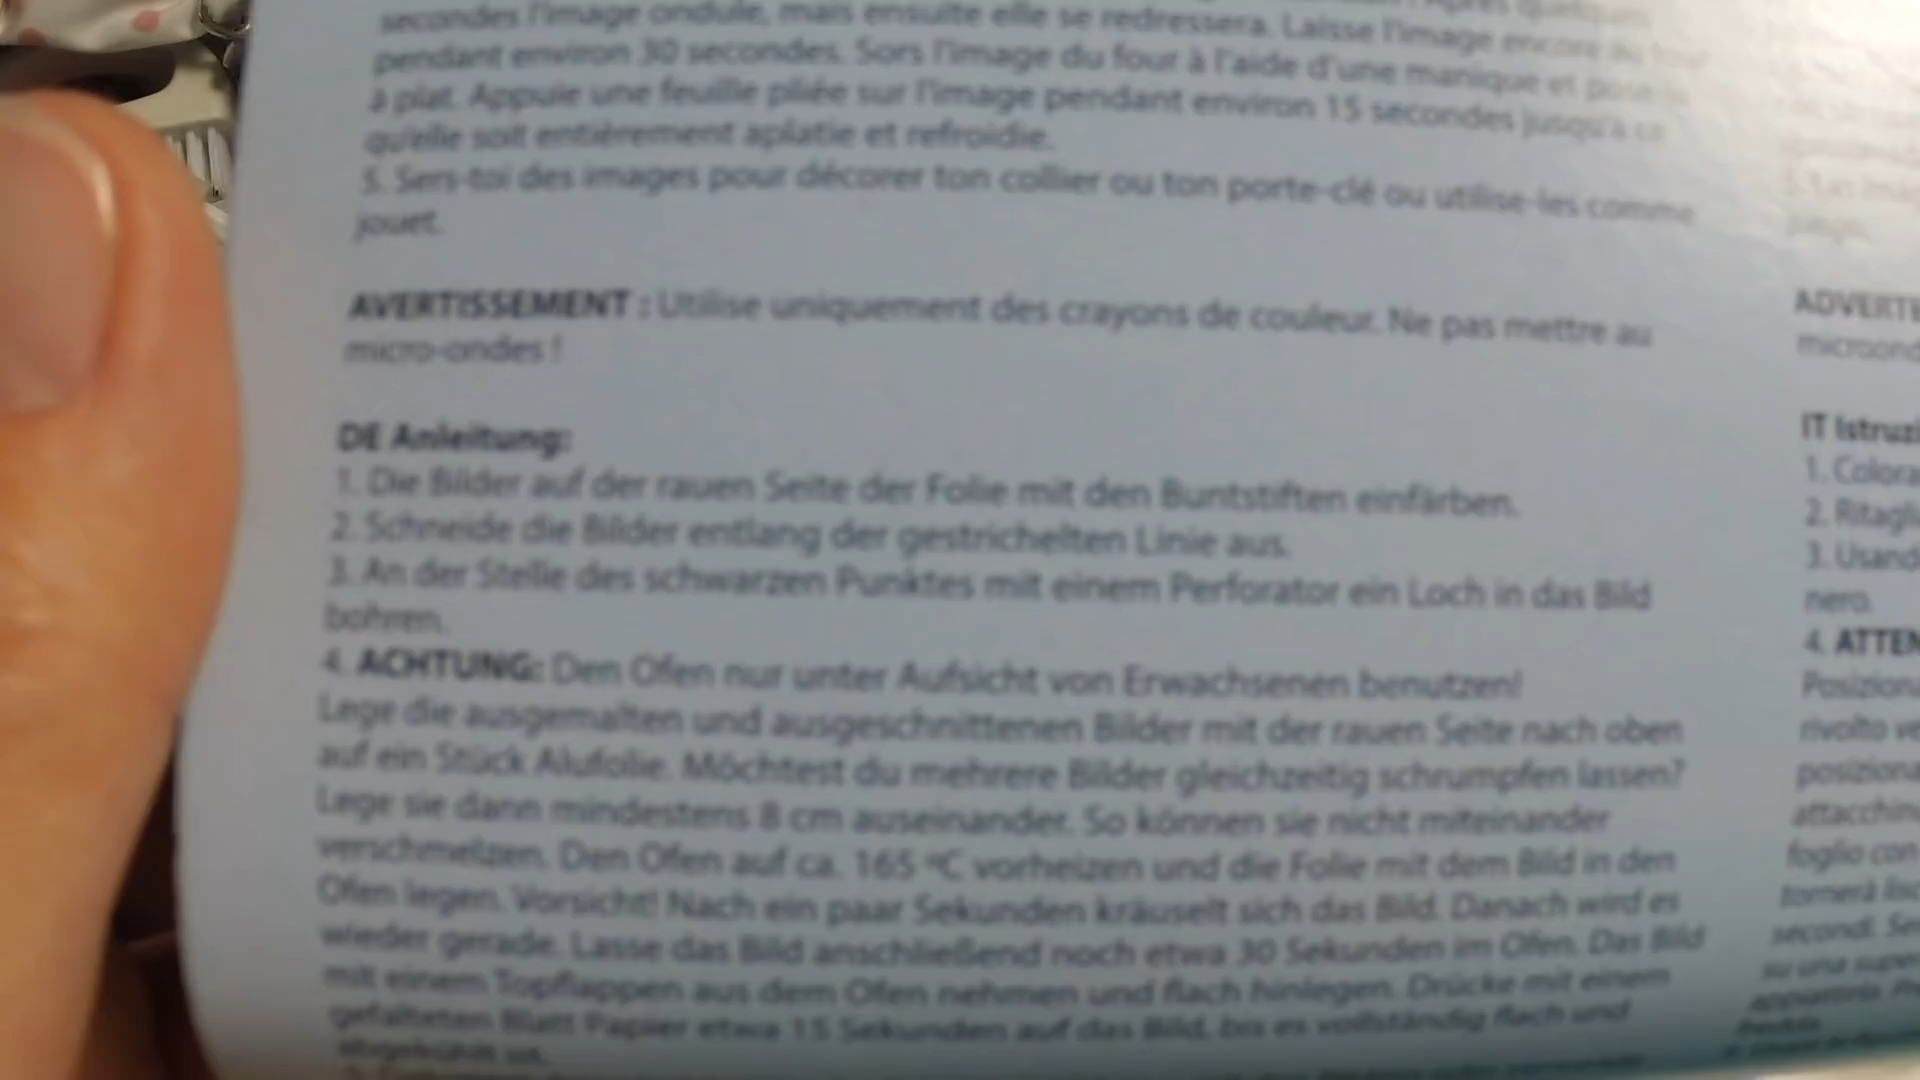 secondes l'image ondule, mais ensuite elle se redressera. Laisse l'image encore au four
pendant environ 30 secondes. Sors l'image du four à l'aide d'une manique et pose-la
à plat. Appuie une feuille pliée sur l'image pendant environ 15 secondes jusqu'à ce
qu'elle soit entièrement aplatie et refroidie.
5. Sers-toi des images pour décorer ton collier ou ton porte-clé ou utilise-les comme
jouet.
AVERTISSEMENT : Utilise uniquement des crayons de couleur. Ne pas mettre au
micro-ondes !
DE Anleitung:
1. Die Bilder auf der rauen Seite der Folie mit den Buntstiften einfärben.
2. Schneide die Bilder entlang der gestrichelten Linie aus.
3. An der Stelle des schwarzen Punktes mit einem Perforator ein Loch in das Bild
bohren.
4. ACHTUNG: Den Ofen nur unter Aufsicht von Erwachsenen benutzen!
Lege die ausgemalten und ausgeschnittenen Bilder mit der rauen Seite nach oben
auf ein Stück Alufolie. Möchtest du mehrere Bilder gleichzeitig schrumpfen lassen?
Lege sie dann mindestens 8 cm auseinander. So können sie nicht miteinander
verschmelzen. Den Ofen auf ca. 165 °C vorheizen und die Folie mit dem Bild in den
Ofen legen. Vorsicht! Nach ein paar Sekunden kräuselt sich das Bild. Danach wird es
wieder gerade. Lasse das Bild anschließend noch etwa 30 Sekunden im Ofen. Das Bild
mit einem Topflappen aus dem Ofen nehmen und flach hinlegen. Drücke mit einem
gefalteten Blatt Papier etwa 15 Sekunden auf das Bild, bis es vollständig flach und
abgekühlt ist.
ADVERTE
microond
IT Istruzi
1. Colora
2. Ritagli
3. Usand
nero.
4. ATTEN
Posiziona
rivolto ve
posiziona
attacchino
foglio con
tornerà lisc
secondi. Se
su una super